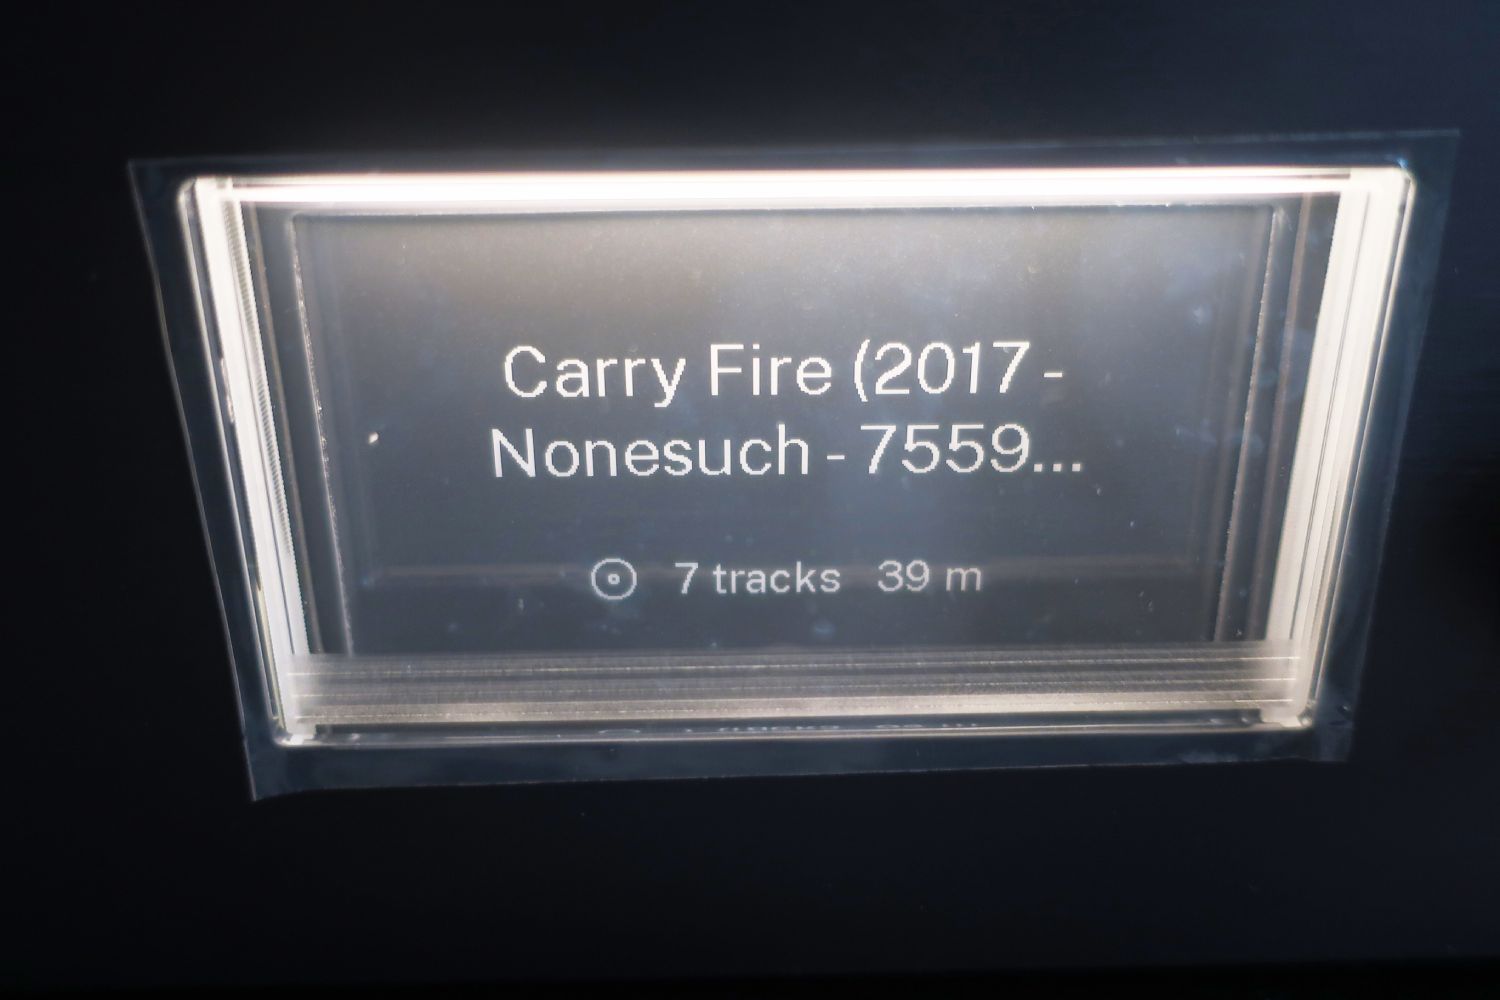 Carry Fire (2017 -
Nonesuch - 7559...
7 tracks 39 m